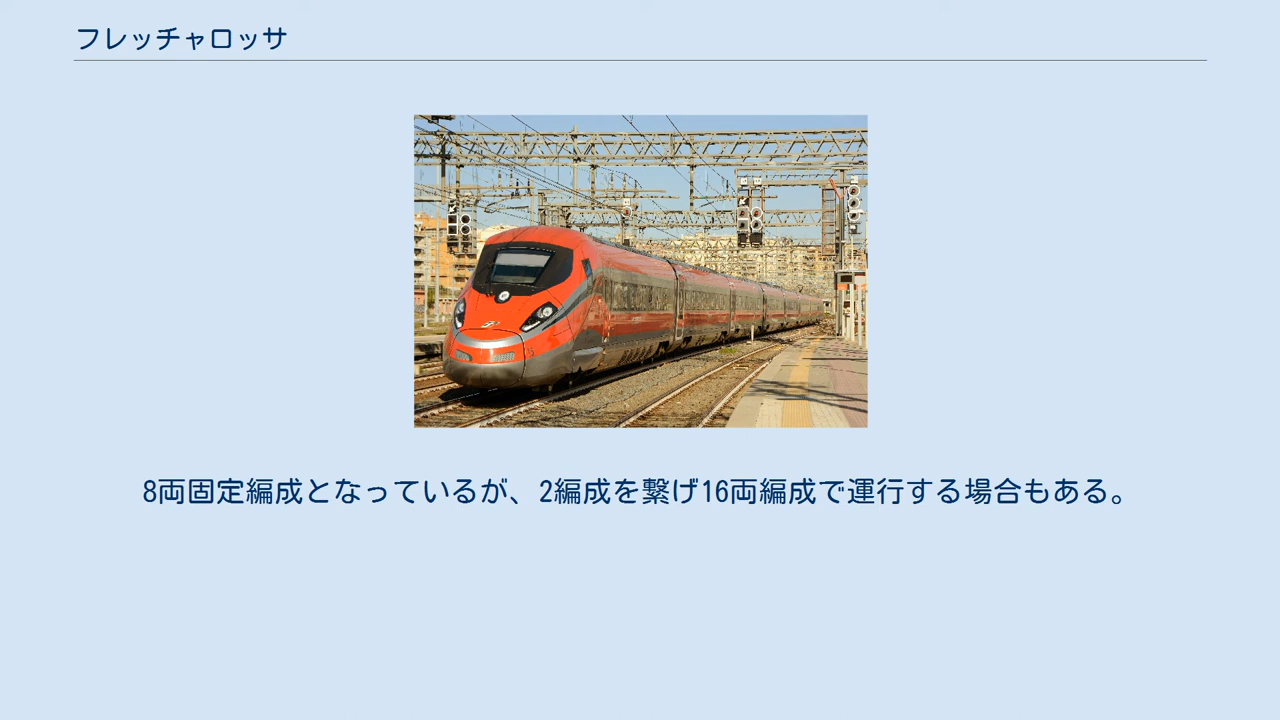 フレッチャロッサ
8両固定編成となっているが、2編成を繋げ16両編成で運行する場合もある。